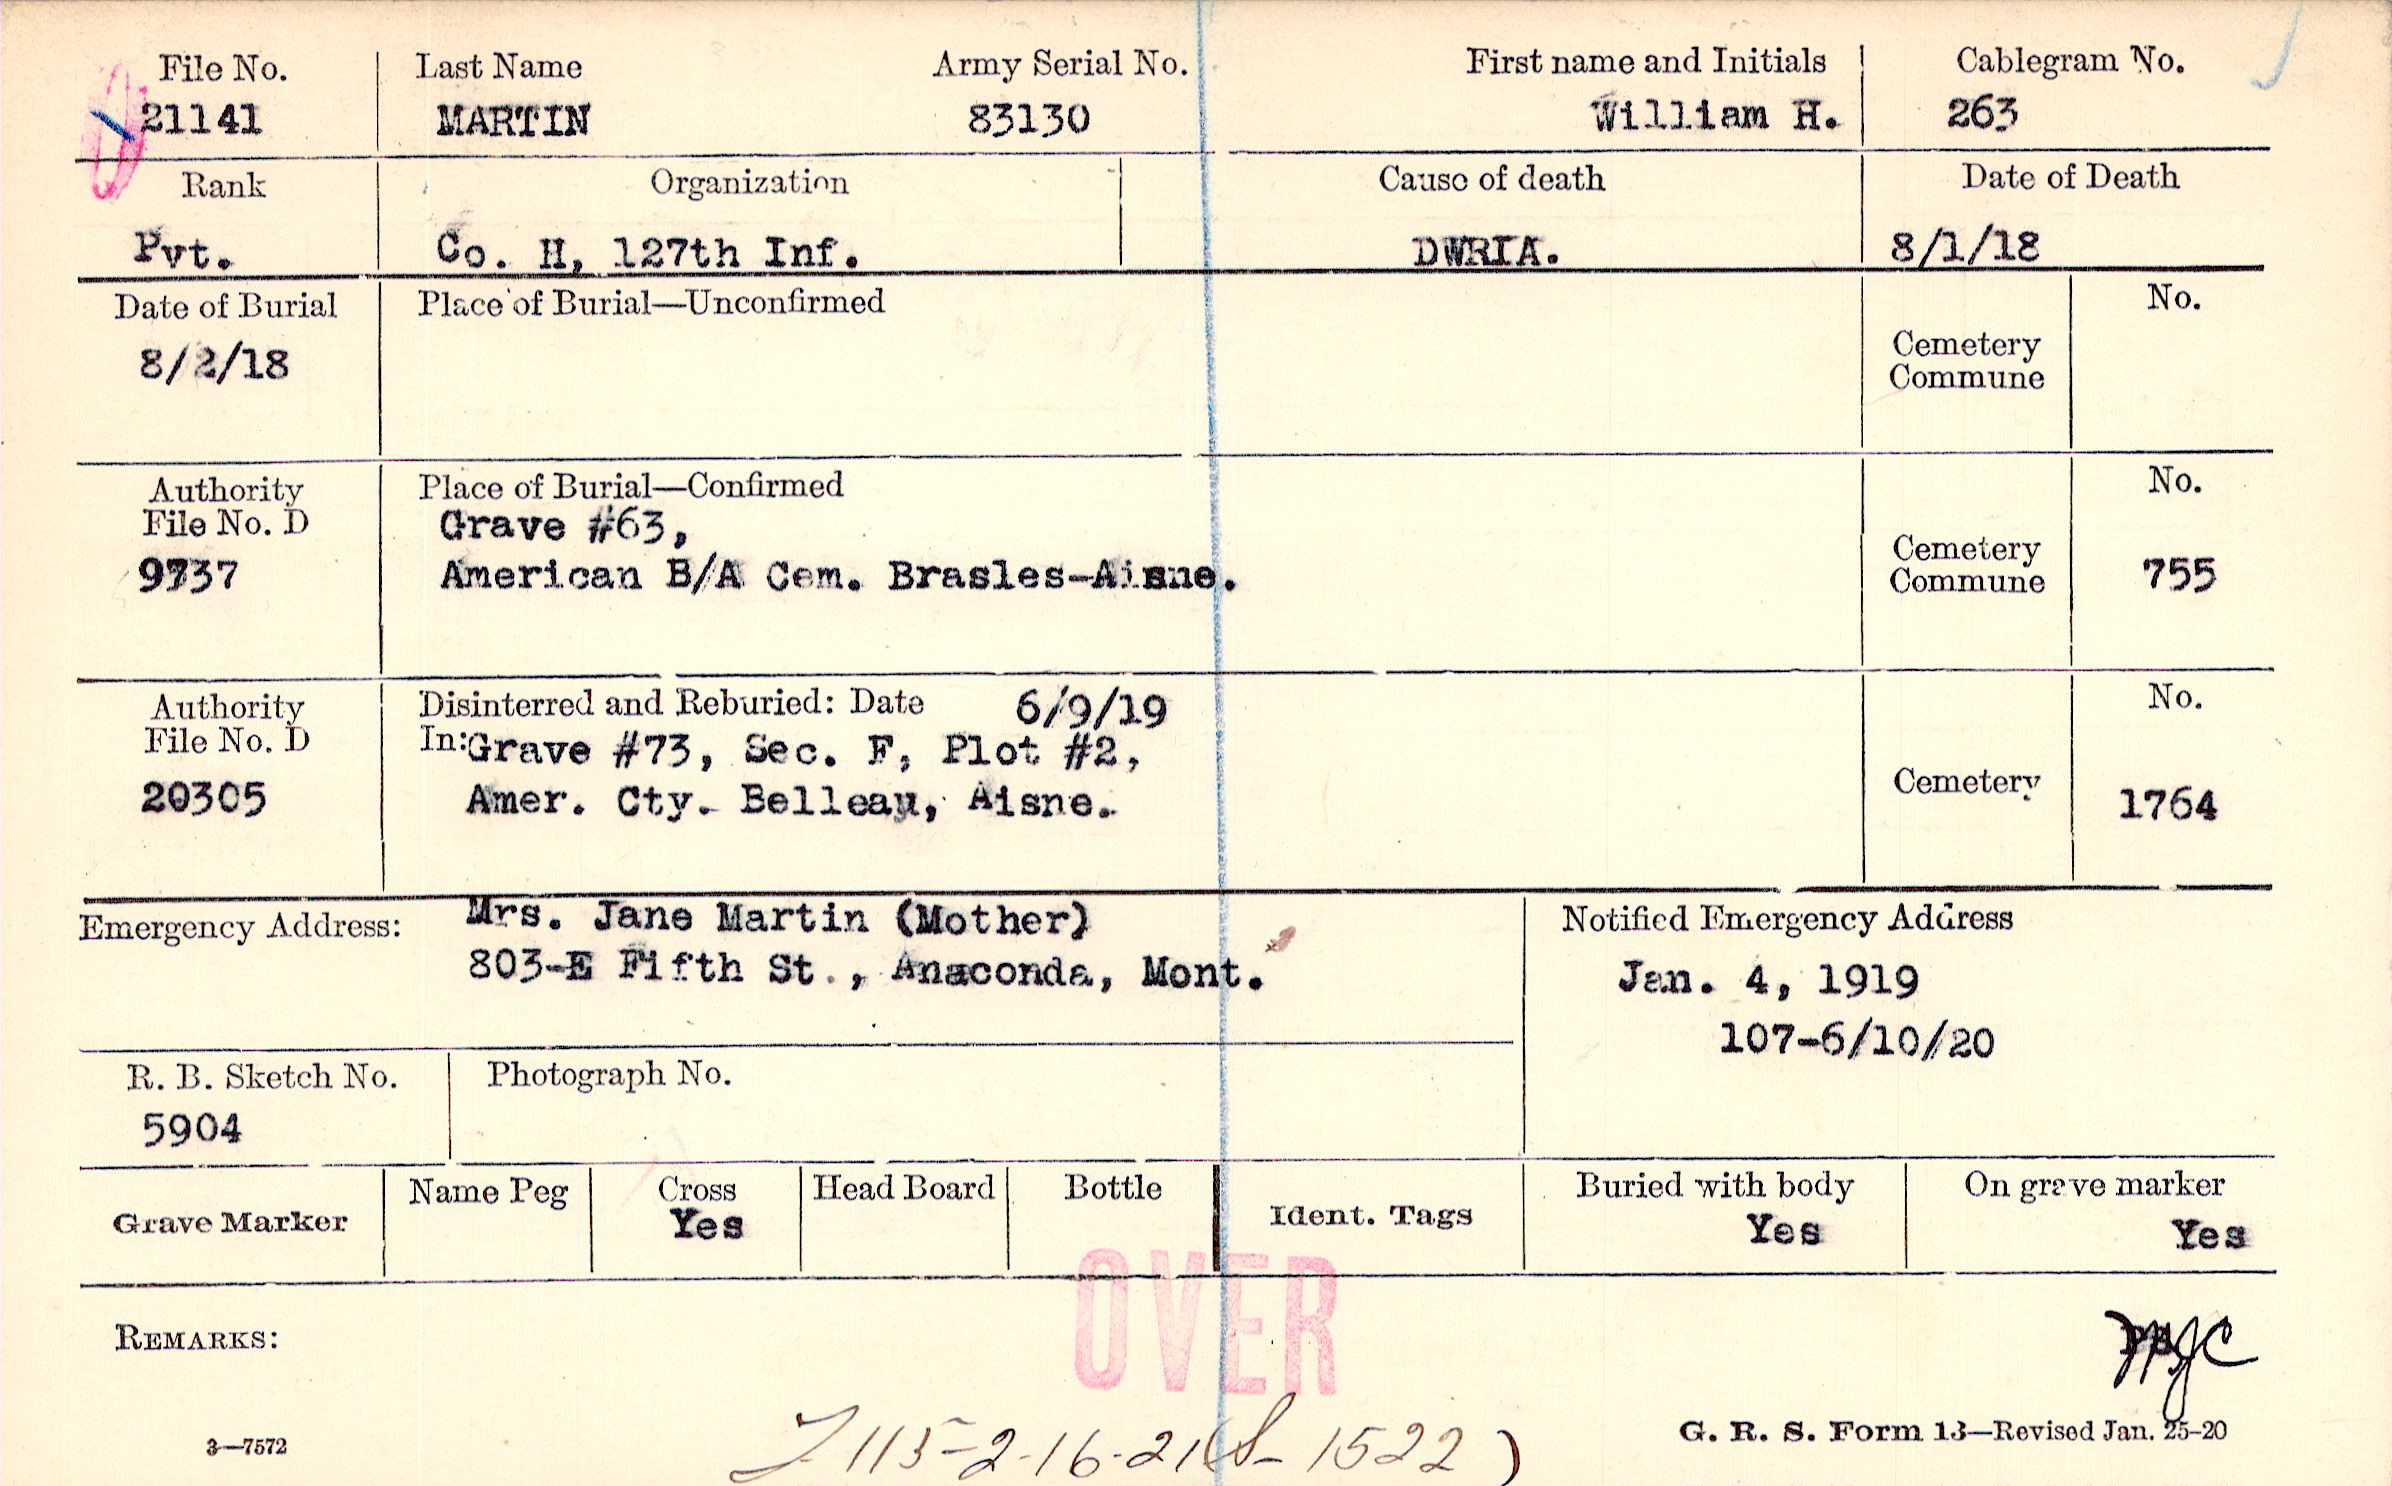 File No. Last Name Army Serial No. First name and Initials Cablegram No.
21141 MARTIN 83130 William H. 263
Rank Organization Cause of death Date of Death
Pvt. Co. H, 127th Inf. DWRIA. 8/1/18
Date of Burial Place of Burial—Unconfirmed No.
8/2/18 Cemetery
Commune
Authority Place of Burial—Confirmed No.
File No. D Grave #63,
9737 American B/A Cem. Brasles-Aisne. Cemetery
Commune 755
Authority Disinterred and Reburied: Date 6/9/19 No.
File No. D In: Grave #73, Sec. F, Plot #2,
20305 Amer. Cty. Belleau, Aisne. Cemetery 1764
Emergency Address: Mrs. Jane Martin (Mother) Notified Emergency Address
803-E Fifth St., Anaconda, Mont. Jan. 4, 1919
107-6/10/20
R. B. Sketch No. Photograph No.
5904
Grave Marker Name Peg Cross Head Board Bottle Ident. Tags Buried with body On grave marker
Yes Yes Yes
OVER
REMARKS:
115-2-16-21(S-1522)
3—7572 G. R. S. Form 13—Revised Jan. 25-20